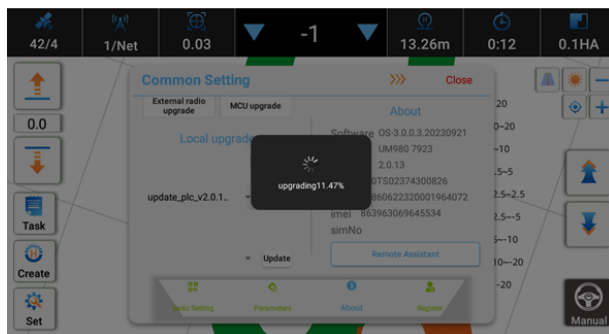 42/4
1/Net
0.03
-1
13.26m
0:12
0.1HA
Common Setting
Close
External radio upgrade
MCU upgrade
About
0.0
Local upgrade
Software OS-3.0.0.3.20230921
UM980 7923
2.0.13
0TS02374300826
upgrading11.47%
update_plc_v2.0.1..
860622320001964072
imei 863963069645534
simNo
Update
Remote Assistant
Basic Setting
Parameters
About
Register
Task
Create
Set
20
0~20
~10
.5~5
2.5~2.5
2.5~-5
5~-10
10~-20
-20
Manual